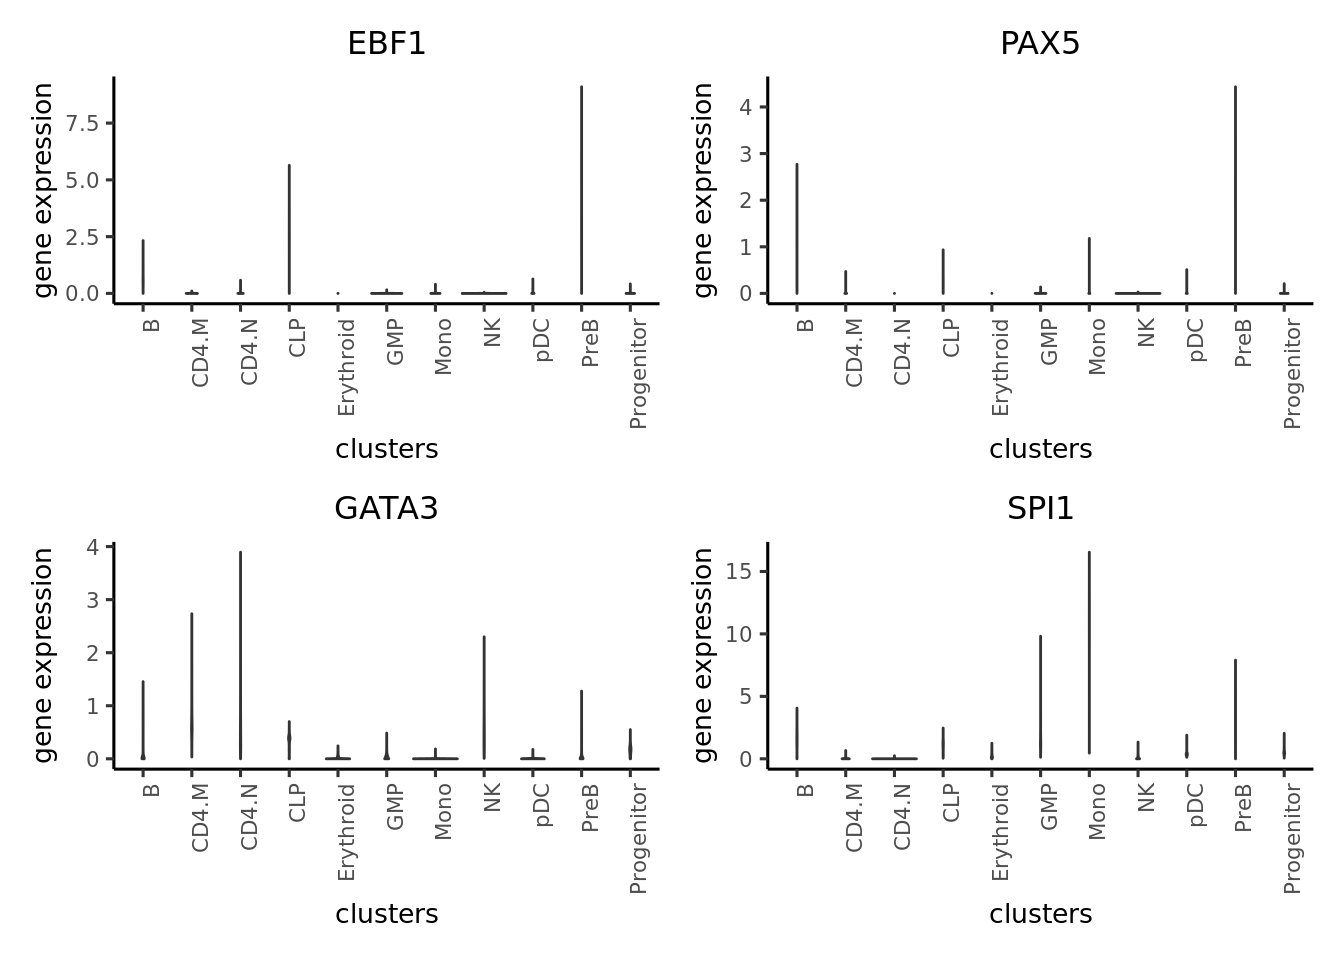 EBF1
gene expression
7.5
5.0
2.5
0.0
B
CD4.M
CD4.N
CLP
Erythroid
GMP
Mono
NK
pDC
PreB
Progenitor
clusters
PAX5
gene expression
4
3
2
1
0
B
CD4.M
CD4.N
CLP
Erythroid
GMP
Mono
NK
pDC
PreB
Progenitor
clusters
GATA3
gene expression
4
3
2
1
0
B
CD4.M
CD4.N
CLP
Erythroid
GMP
Mono
NK
pDC
PreB
Progenitor
clusters
SPI1
gene expression
15
10
5
0
B
CD4.M
CD4.N
CLP
Erythroid
GMP
Mono
NK
pDC
PreB
Progenitor
clusters